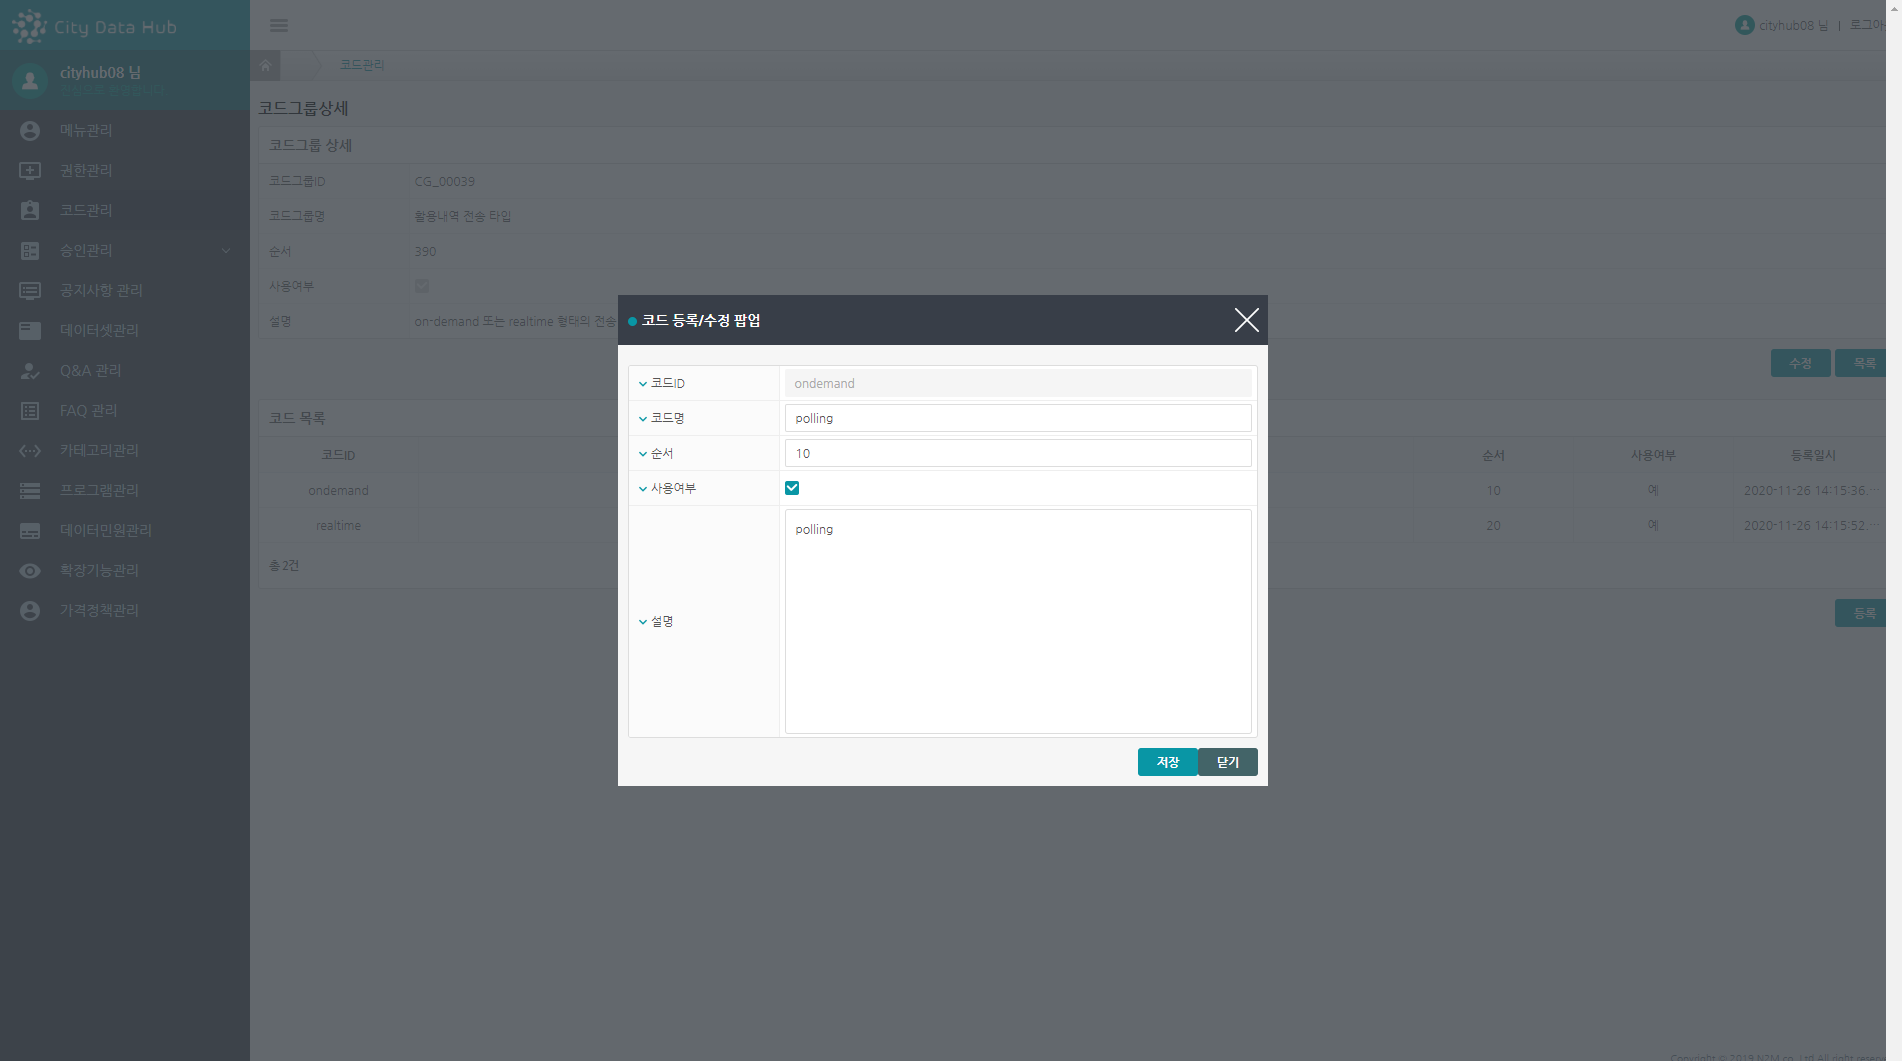 City Data Hub
cityhub08 님 | 로그아
cityhub08 님
코드관리
메뉴관리
권한관리
코드관리
승인관리
공지사항 관리
데이터셋관리
Q&A 관리
FAQ 관리
카테고리관리
프로그램관리
데이터민원관리
확장기능관리
가격정책관리
코드그룹상세
코드그룹 상세
코드그룹ID CG_00039
코드그룹명 활용내역 전송 타입
순서 390
사용여부
설명 on-demand 또는 realtime 형태의 전송
수정 목록
코드 목록
코드ID 순서 사용여부 등록일시
ondemand 10 예 2020-11-26 14:15:36.…
realtime 20 예 2020-11-26 14:15:52.…
총 2건
등록
코드 등록/수정 팝업
코드ID ondemand
코드명 polling
순서 10
사용여부
설명 polling
저장 닫기